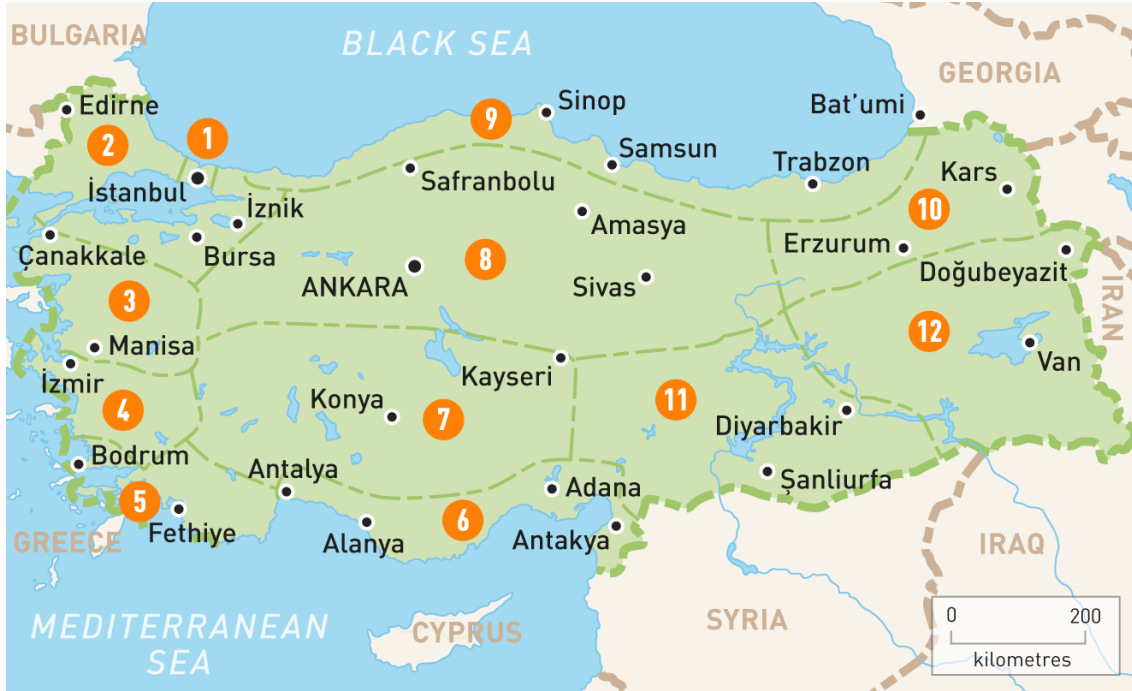 BULGARIA
BLACK SEA
GEORGIA
Edirne
Sinop
Bat'umi
1
2
9
Samsun
Trabzon
Kars
İstanbul
Safranbolu
İznik
10
Amasya
Çanakkale
Bursa
8
Erzurum
Doğubeyazit
ANKARA
Sivas
IRAN
3
12
Manisa
Van
İzmir
Kayseri
4
Konya
7
11
Diyarbakir
Bodrum
Antalya
Adana
Şanliurfa
5
6
Fethiye
Alanya
Antakya
GREECE
IRAQ
MEDITERRANEAN
SEA
CYPRUS
SYRIA
0 200
kilometres